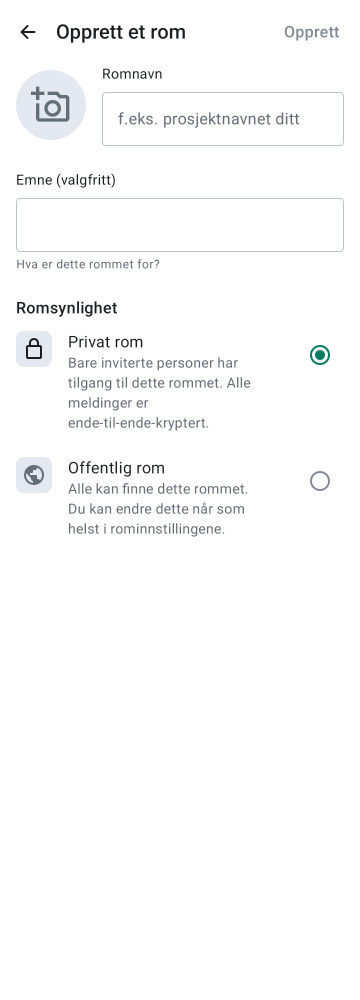 Opprett et rom
Opprett
Romnavn
f.eks. prosjektnavnet ditt
Emne (valgfritt)
Hva er dette rommet for?
Romsynlighet
Privat rom
Bare inviterte personer har
tilgang til dette rommet. Alle
meldinger er
ende-til-ende-kryptert.
Offentlig rom
Alle kan finne dette rommet.
Du kan endre dette når som
helst i rominnstillingene.